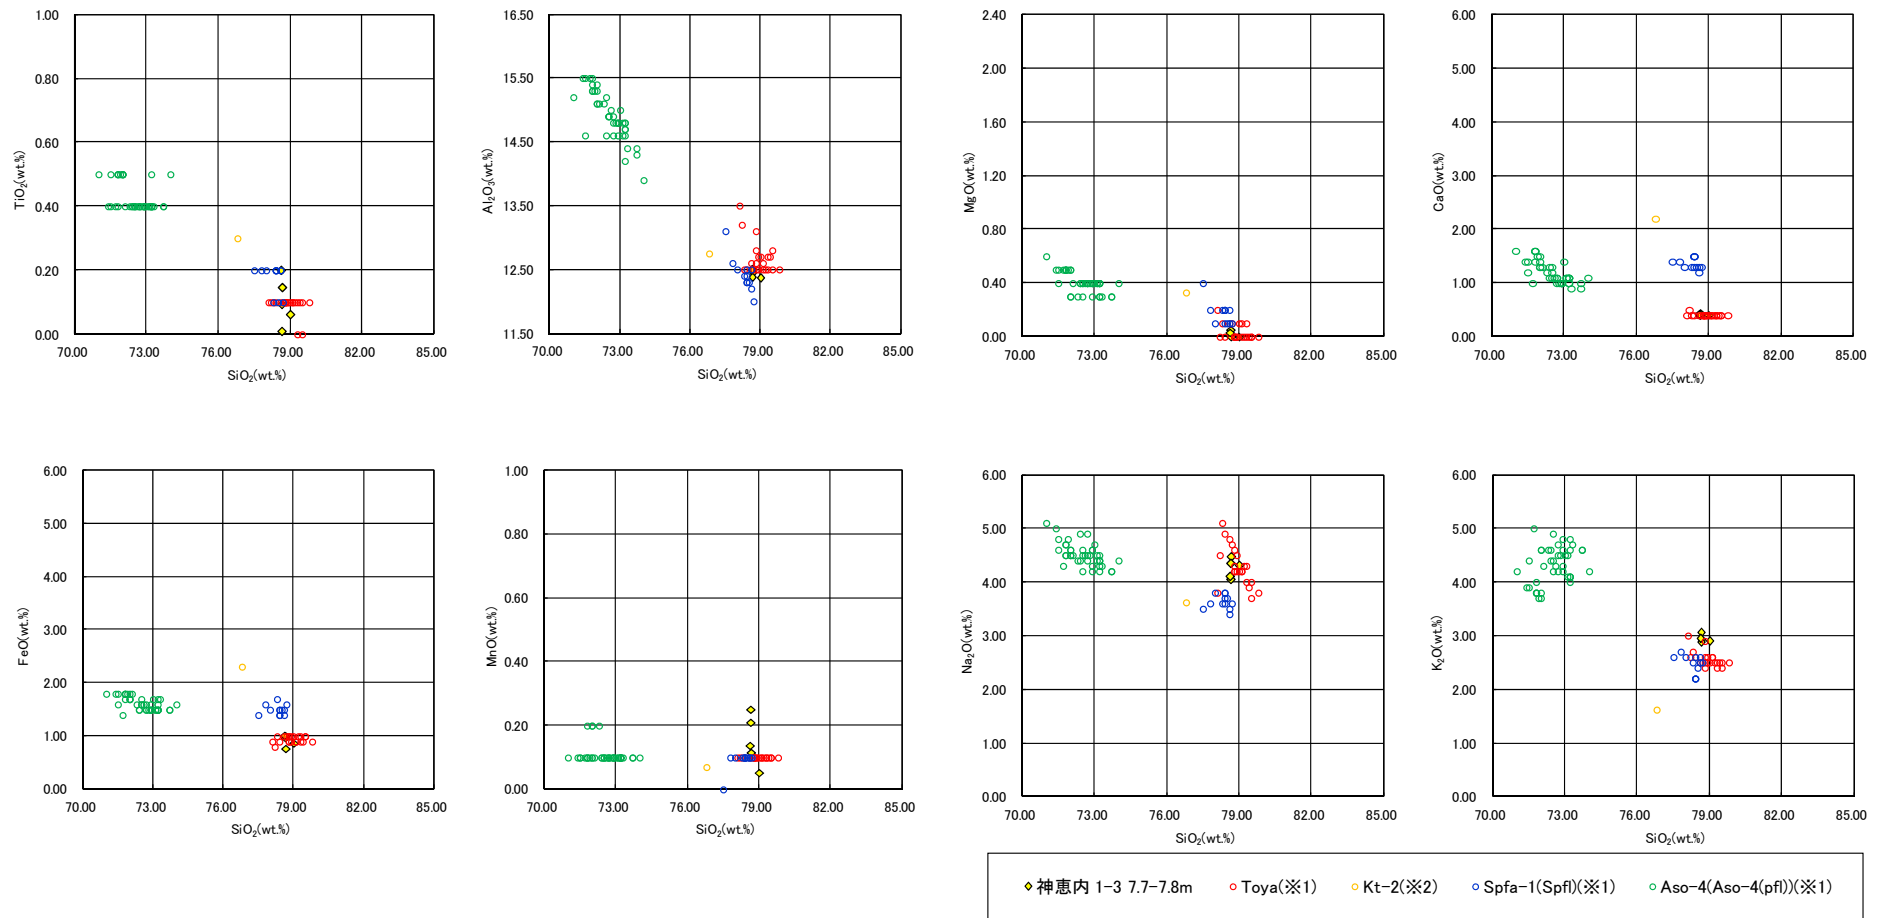 1.00
0.80
0.60
0.40
0.20
0.00
TiO2(wt.%)
70.00 73.00 76.00 79.00 82.00 85.00
SiO2(wt.%)
16.50
15.50
14.50
13.50
12.50
11.50
Al2O3(wt.%)
70.00 73.00 76.00 79.00 82.00 85.00
SiO2(wt.%)
2.40
2.00
1.60
1.20
0.80
0.40
0.00
MgO(wt.%)
70.00 73.00 76.00 79.00 82.00 85.00
SiO2(wt.%)
6.00
5.00
4.00
3.00
2.00
1.00
0.00
CaO(wt.%)
70.00 73.00 76.00 79.00 82.00 85.00
SiO2(wt.%)
6.00
5.00
4.00
3.00
2.00
1.00
0.00
FeO(wt.%)
70.00 73.00 76.00 79.00 82.00 85.00
SiO2(wt.%)
1.00
0.80
0.60
0.40
0.20
0.00
MnO(wt.%)
70.00 73.00 76.00 79.00 82.00 85.00
SiO2(wt.%)
6.00
5.00
4.00
3.00
2.00
1.00
0.00
Na2O(wt.%)
70.00 73.00 76.00 79.00 82.00 85.00
SiO2(wt.%)
6.00
5.00
4.00
3.00
2.00
1.00
0.00
K2O(wt.%)
70.00 73.00 76.00 79.00 82.00 85.00
SiO2(wt.%)
神恵内 1-3 7.7-7.8m Toya(※1) Kt-2(※2) Spfa-1(Spfl)(※1) Aso-4(Aso-4(pfl))(※1)